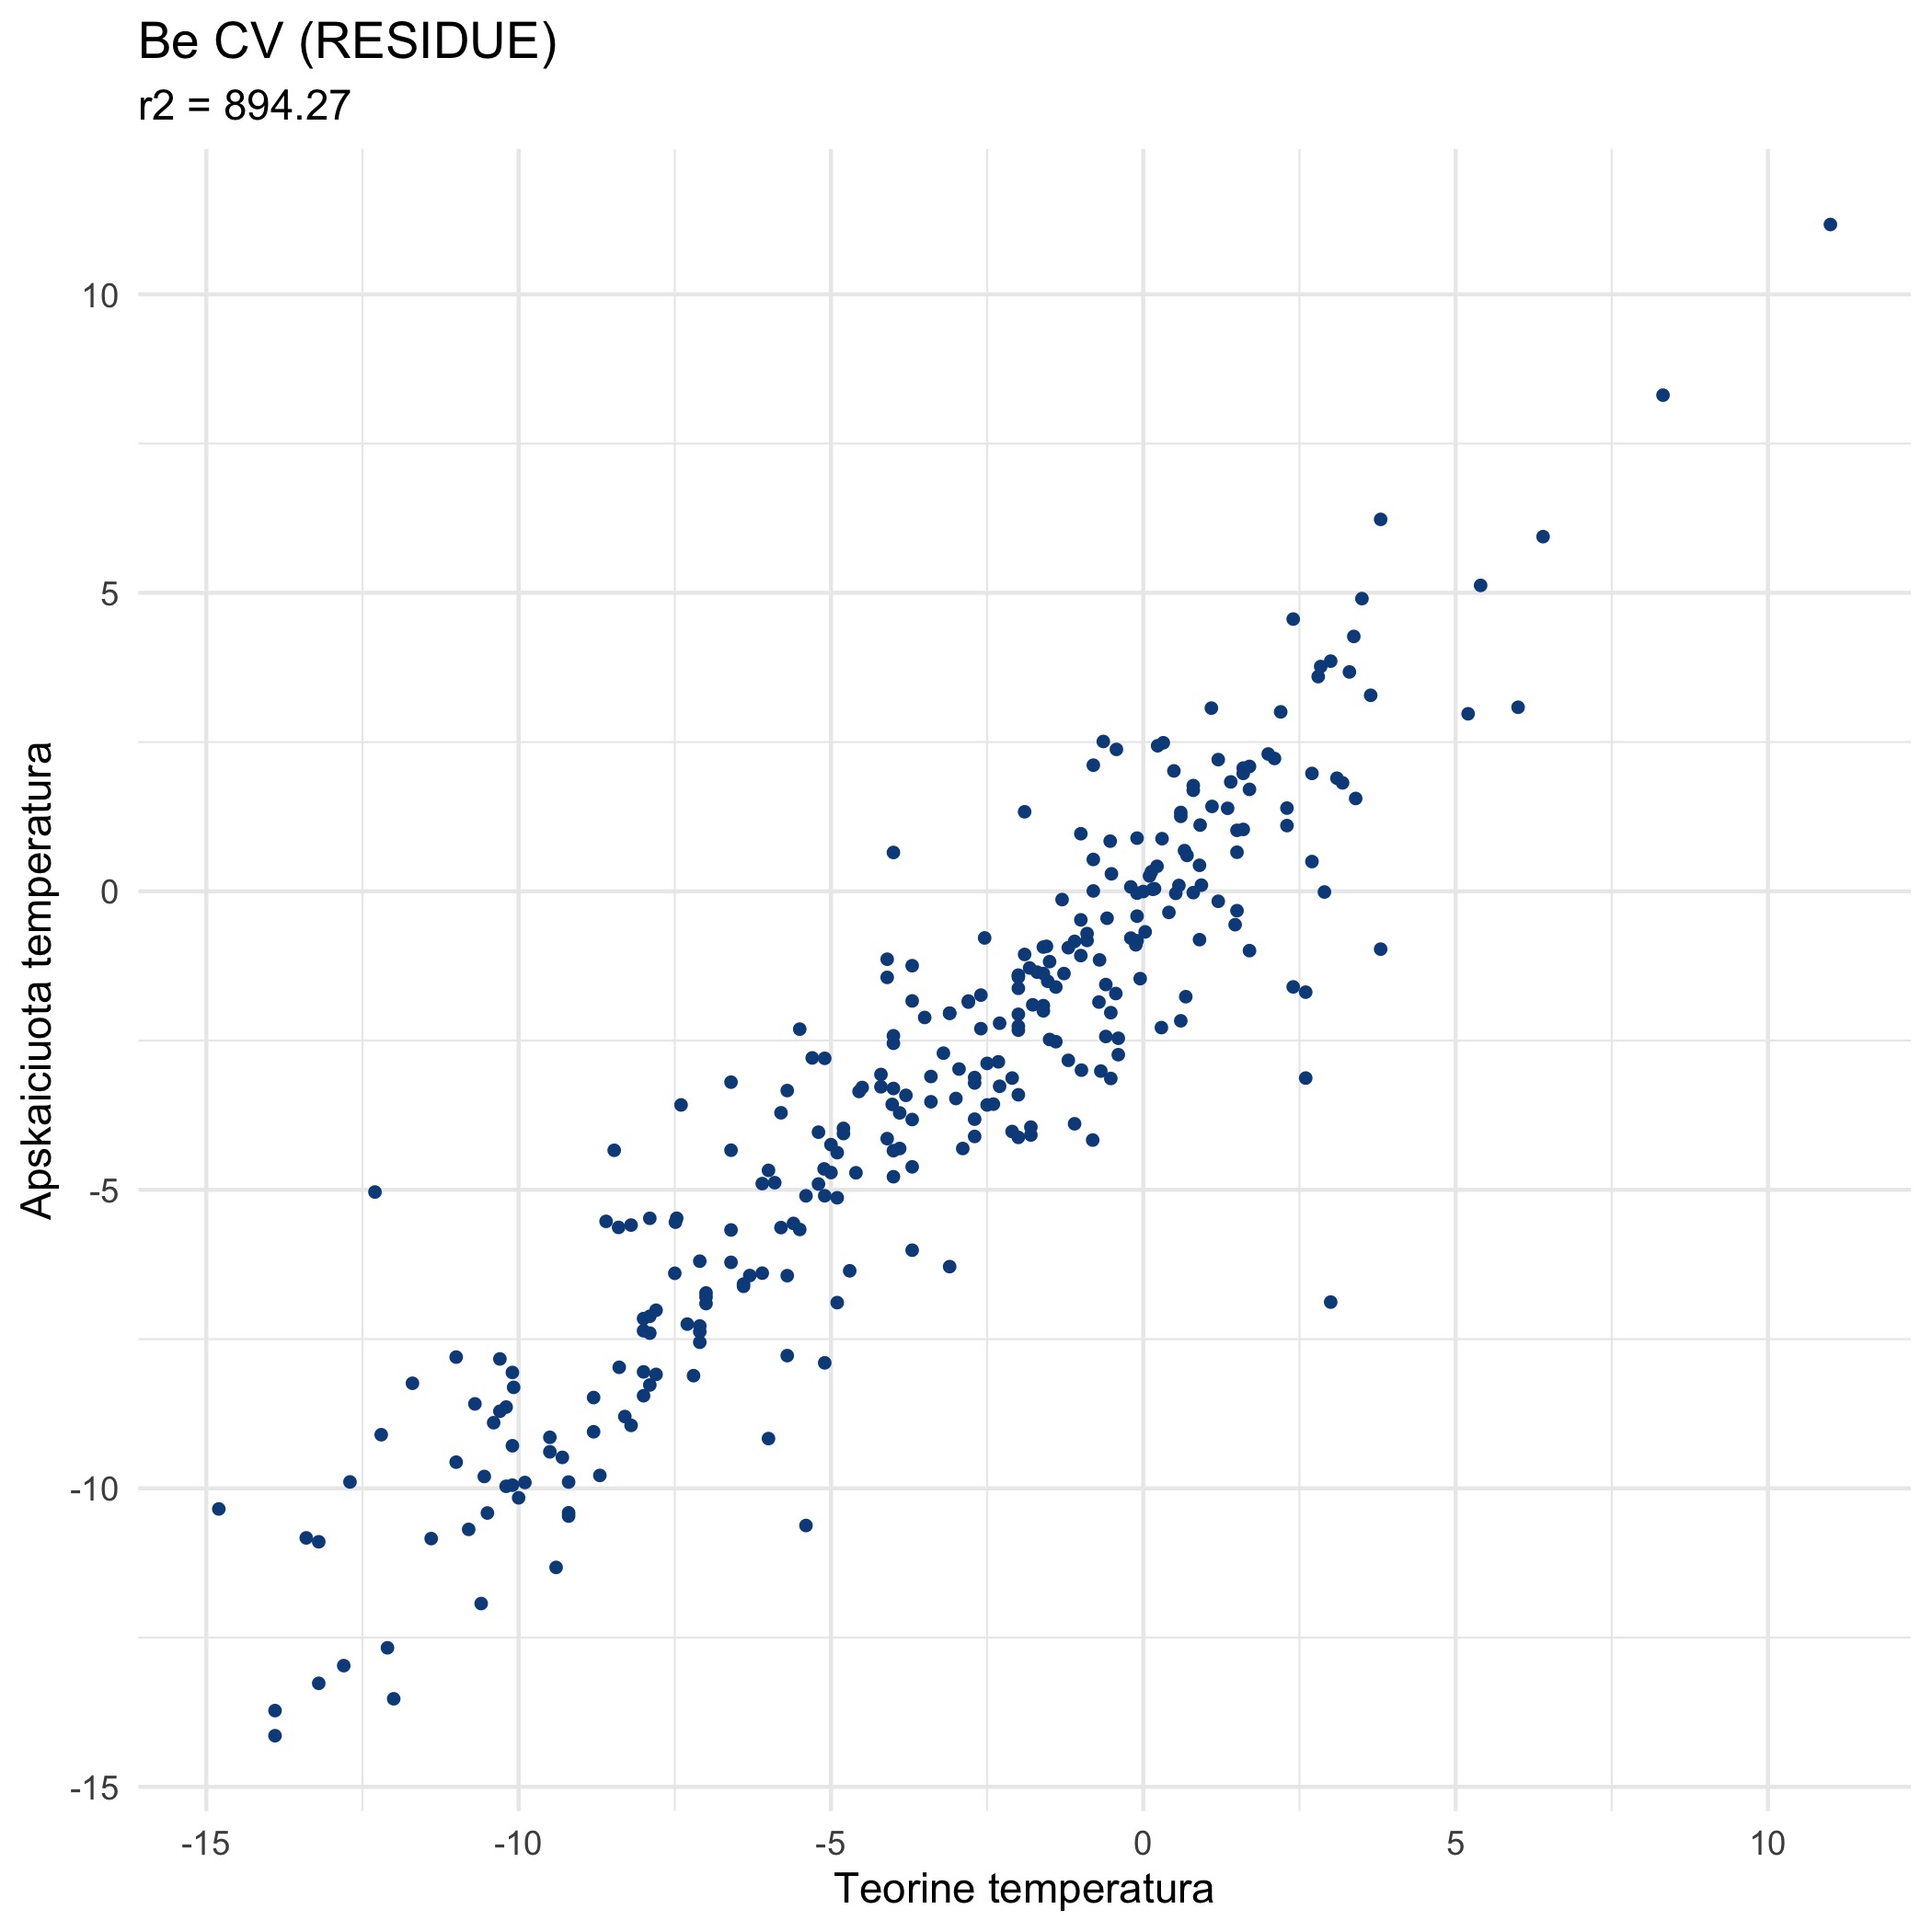 Be CV (RESIDUE)
r2 = 894.27
Apskaiciuota temperatura
10
5
0
-5
-10
-15
-15 -10 -5 0 5 10
Teorine temperatura